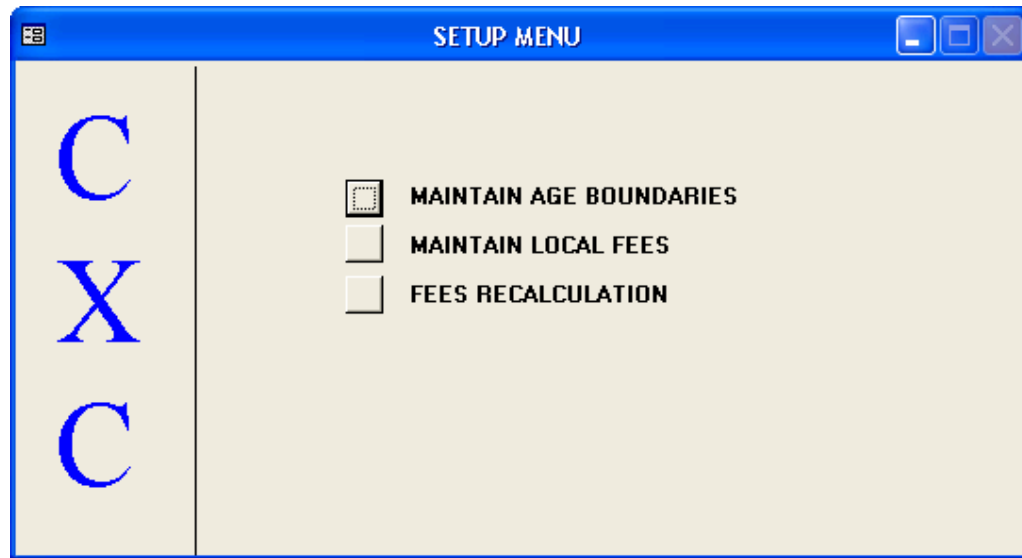 SETUP MENU
C
X
C
MAINTAIN AGE BOUNDARIES
MAINTAIN LOCAL FEES
FEES RECALCULATION